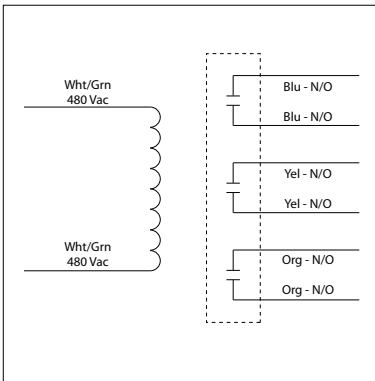 Wht/Grn
480 Vac
Wht/Grn
480 Vac
Blu - N/O
Blu - N/O
Yel - N/O
Yel - N/O
Org - N/O
Org - N/O